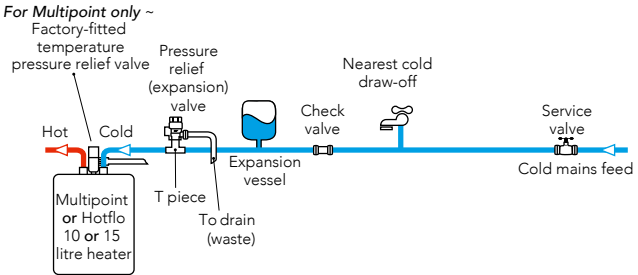 For Multipoint only ~
Factory-fitted
temperature
pressure relief valve
Pressure
relief
(expansion)
valve
Nearest cold
draw-off
Check
valve
Service
valve
Hot
Cold
Expansion
vessel
Cold mains feed
T piece
To drain
(waste)
Multipoint
or Hotflo
10 or 15
litre heater